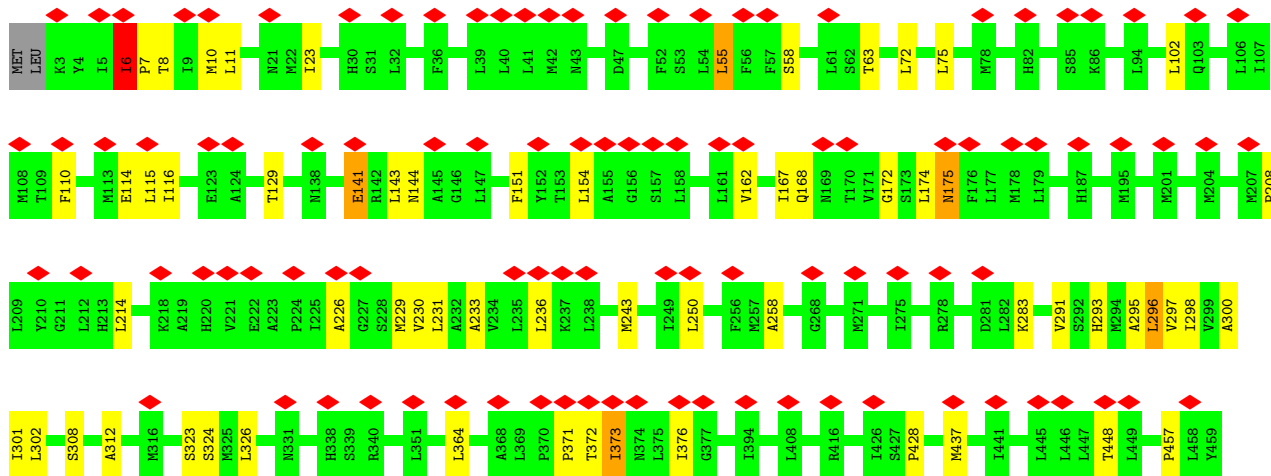 MET LEU K3 Y4 I5 I6 P7 T8 I9 M10 L11 N21 M22 I23 H30 S31 L32 F36 L39 L40 L41 M42 N43 D47 F52 S53 L54 L55 F56 F57 S58 L61 S62 T63 L72 L75 M78 H82 S85 K86 L94 L102 Q103 L106 I107
M108 T109 F110 M113 E114 L115 I116 E123 A124 T129 N138 E141 R142 L143 N144 A145 G146 L147 F151 Y152 T153 L154 A155 G156 S157 L158 L161 V162 I167 Q168 N169 T170 V171 G172 S173 L174 N175 F176 L177 M178 L179 H187 M195 M201 M204 M207 P208
L209 Y210 G211 L212 H213 L214 K218 A219 H220 V221 E222 A223 P224 I225 A226 G227 S228 M229 V230 L231 A232 A233 V234 L235 L236 K237 L238 M243 I249 L250 F256 M257 A258 G268 M271 I275 R278 D281 L282 K283 V291 S292 H293 M294 A295 L296 V297 I298 V299 A300
I301 L302 S308 A312 M316 S323 S324 M325 L326 N331 H338 S339 R340 L351 L364 A368 L369 P370 P371 T372 I373 N374 L375 I376 G377 I394 L408 R416 I426 S427 P428 M437 I441 L445 L446 L447 T448 L449 P457 L458 Y459